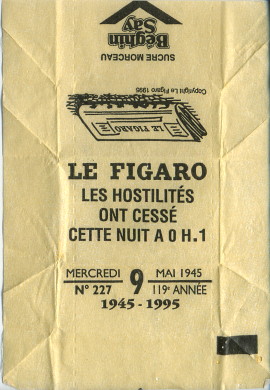 SUCRE MORCEAU
Say
Béghin
Copyright Le Figaro 1995
LE FIGARO
LE FIGARO
LES HOSTILITÉS
ONT CESSÉ
CETTE NUIT A 0 H.1
MERCREDI 9 MAI 1945
N° 227 119e ANNÉE
1945-1995